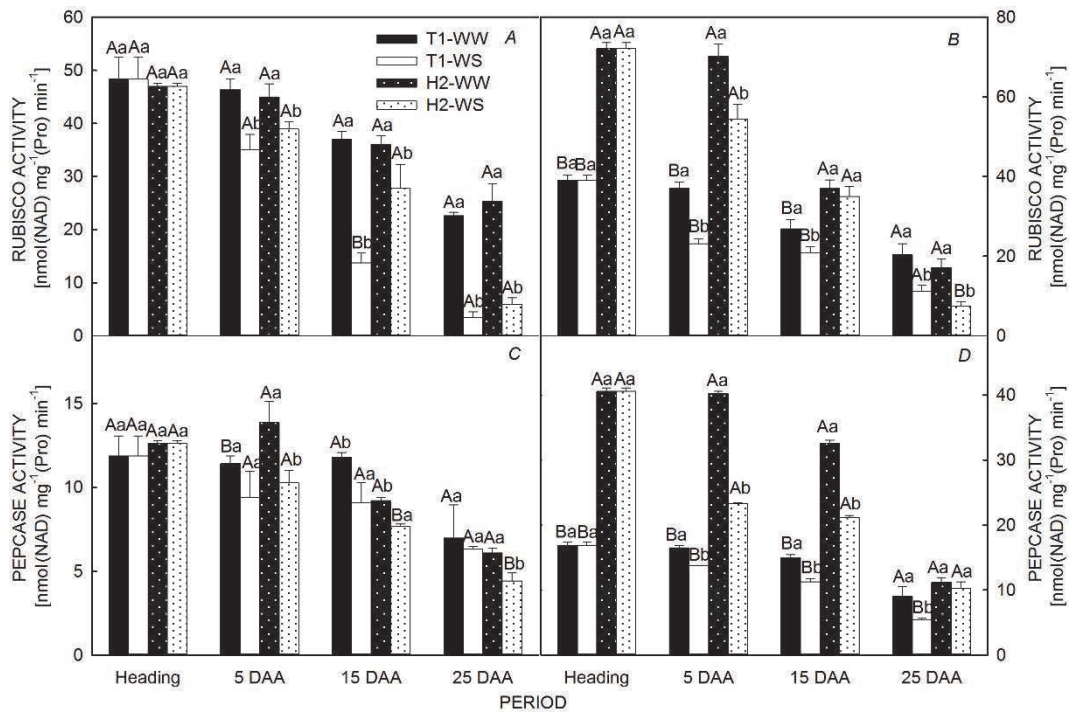 60
50
40
30
20
10
0
RUBISCO ACTIVITY
[nmol(NAD) mg⁻¹(Pro) min⁻¹]
A
T1-WW
T1-WS
H2-WW
H2-WS
Aa Aa Aa Aa
Aa Ab Aa Ab
Aa Bb Aa Ab
Aa Ab Aa Ab
B
80
60
40
20
0
RUBISCO ACTIVITY
[nmol(NAD) mg⁻¹(Pro) min⁻¹]
Ba Ba Aa Aa
Ba Bb Aa Ab
Ba Bb Aa Aa
Aa Ab Aa Bb
C
15
10
5
0
PEPCASE ACTIVITY
[nmol(NAD) mg⁻¹(Pro) min⁻¹]
Aa Aa Aa Aa
Ba Aa Aa Ab
Ab Aa Ab Ba
Aa Aa Aa Bb
D
40
30
20
10
0
PEPCASE ACTIVITY
[nmol(NAD) mg⁻¹(Pro) min⁻¹]
Ba Ba Aa Aa
Ba Bb Aa Ab
Ba Bb Aa Ab
Aa Bb Aa Aa
Heading 5 DAA 15 DAA 25 DAA
Heading 5 DAA 15 DAA 25 DAA
PERIOD